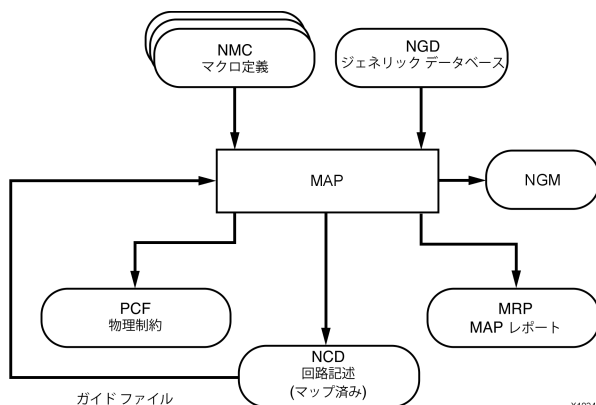 NMC
マクロ定義
NGD
ジェネリック データベース
MAP
NGM
PCF
物理制約
MRP
MAP レポート
NCD
回路記述
(マップ済み)
ガイド ファイル